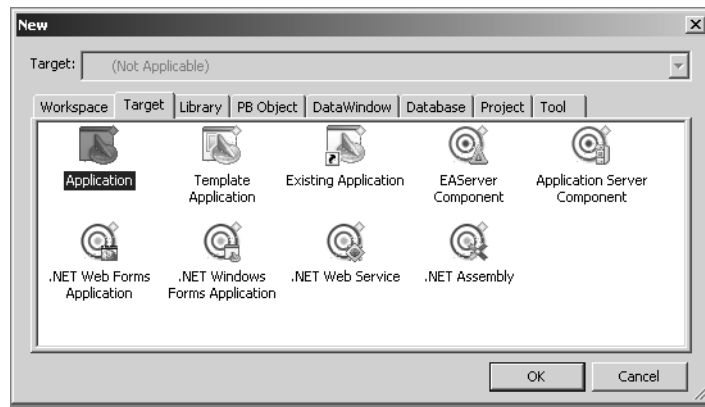 New
Target: (Not Applicable)
Workspace Target Library PB Object DataWindow Database Project Tool
Application
Template Application
Existing Application
EAServer Component
Application Server Component
.NET Web Forms Application
.NET Windows Forms Application
.NET Web Service
.NET Assembly
OK Cancel